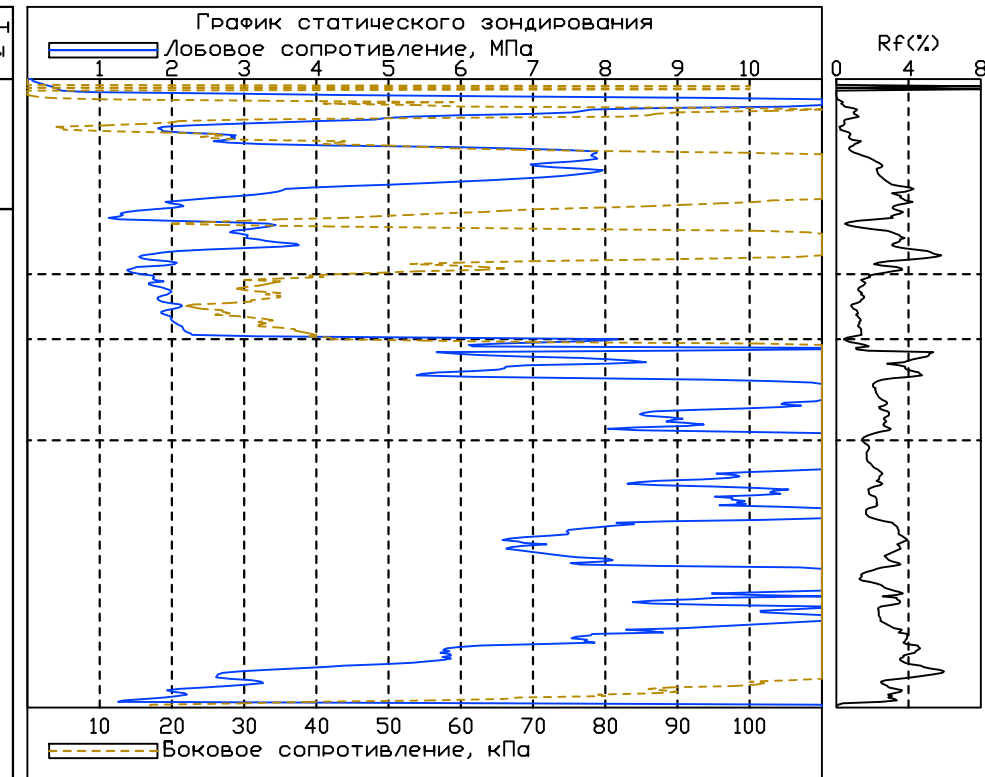 График статического зондирования
Лобовое сопротивление, МПа
1 2 3 4 5 6 7 8 9 10
Rf(%)
0 4 8
10 20 30 40 50 60 70 80 90 100
Боковое сопротивление, кПа